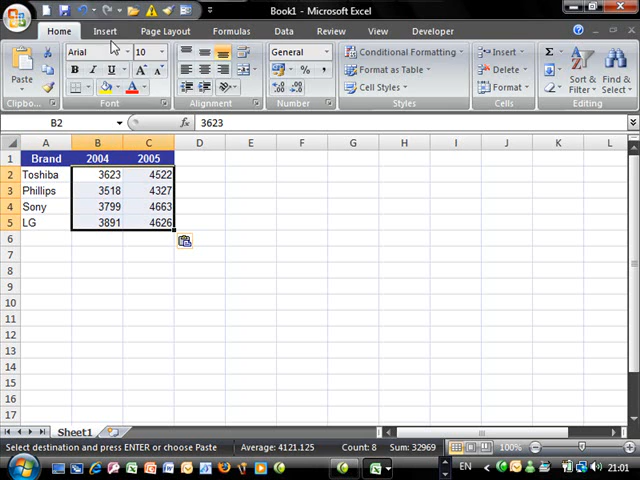 Book1 - Microsoft Excel
Home Insert Page Layout Formulas Data Review View Developer
Arial 10 General Conditional Formatting Insert
Paste B I U A A $ % , Format as Table Delete Sort & Filter Find & Select
A Cell Styles Format
Clipbo... Font Alignment Number Styles Cells Editing
B2 fx 3623
A B C D E F G H I J K L
1 Brand 2004 2005
2 Toshiba 3623 4522
3 Phillips 3518 4327
4 Sony 3799 4663
5 LG 3891 4626
6
7
8
9
10
11
12
13
14
15
16
17
Sheet1
Select destination and press ENTER or choose Paste Average: 4121.125 Count: 8 Sum: 32969 100%
EN 21:01